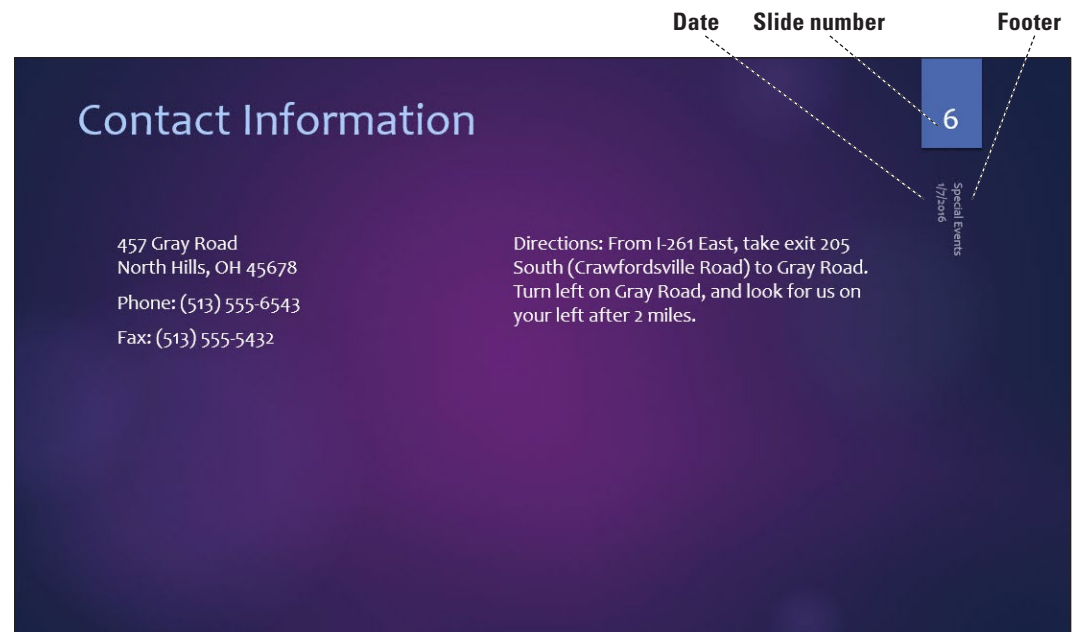 Date Slide number Footer
Contact Information
6
Special Events
1/7/2016
457 Gray Road
North Hills, OH 45678
Phone: (513) 555-6543
Fax: (513) 555-5432
Directions: From I-261 East, take exit 205
South (Crawfordsville Road) to Gray Road.
Turn left on Gray Road, and look for us on
your left after 2 miles.